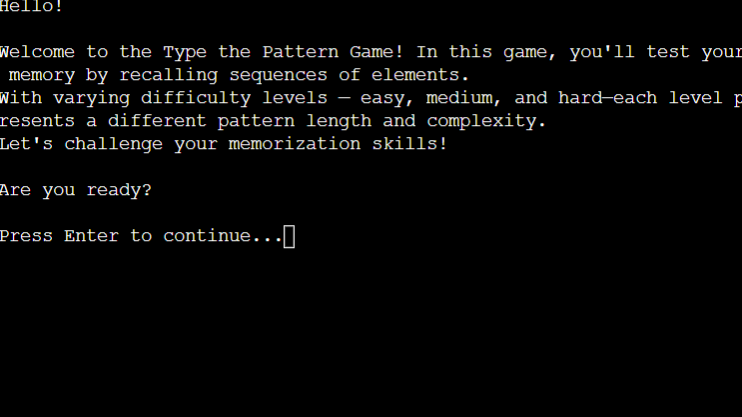 Hello!
Welcome to the Type the Pattern Game! In this game, you'll test your
memory by recalling sequences of elements.
With varying difficulty levels — easy, medium, and hard—each level p
resents a different pattern length and complexity.
Let's challenge your memorization skills!
Are you ready?
Press Enter to continue...